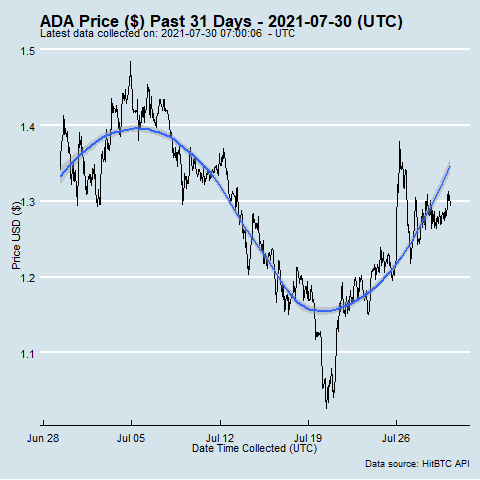 ADA Price ($) Past 31 Days - 2021-07-30 (UTC)
Latest data collected on: 2021-07-30 07:00:06 - UTC
1.5
1.4
1.3
1.2
1.1
Price USD ($)
Jun 28
Jul 05
Jul 12
Jul 19
Jul 26
Date Time Collected (UTC)
Data source: HitBTC API